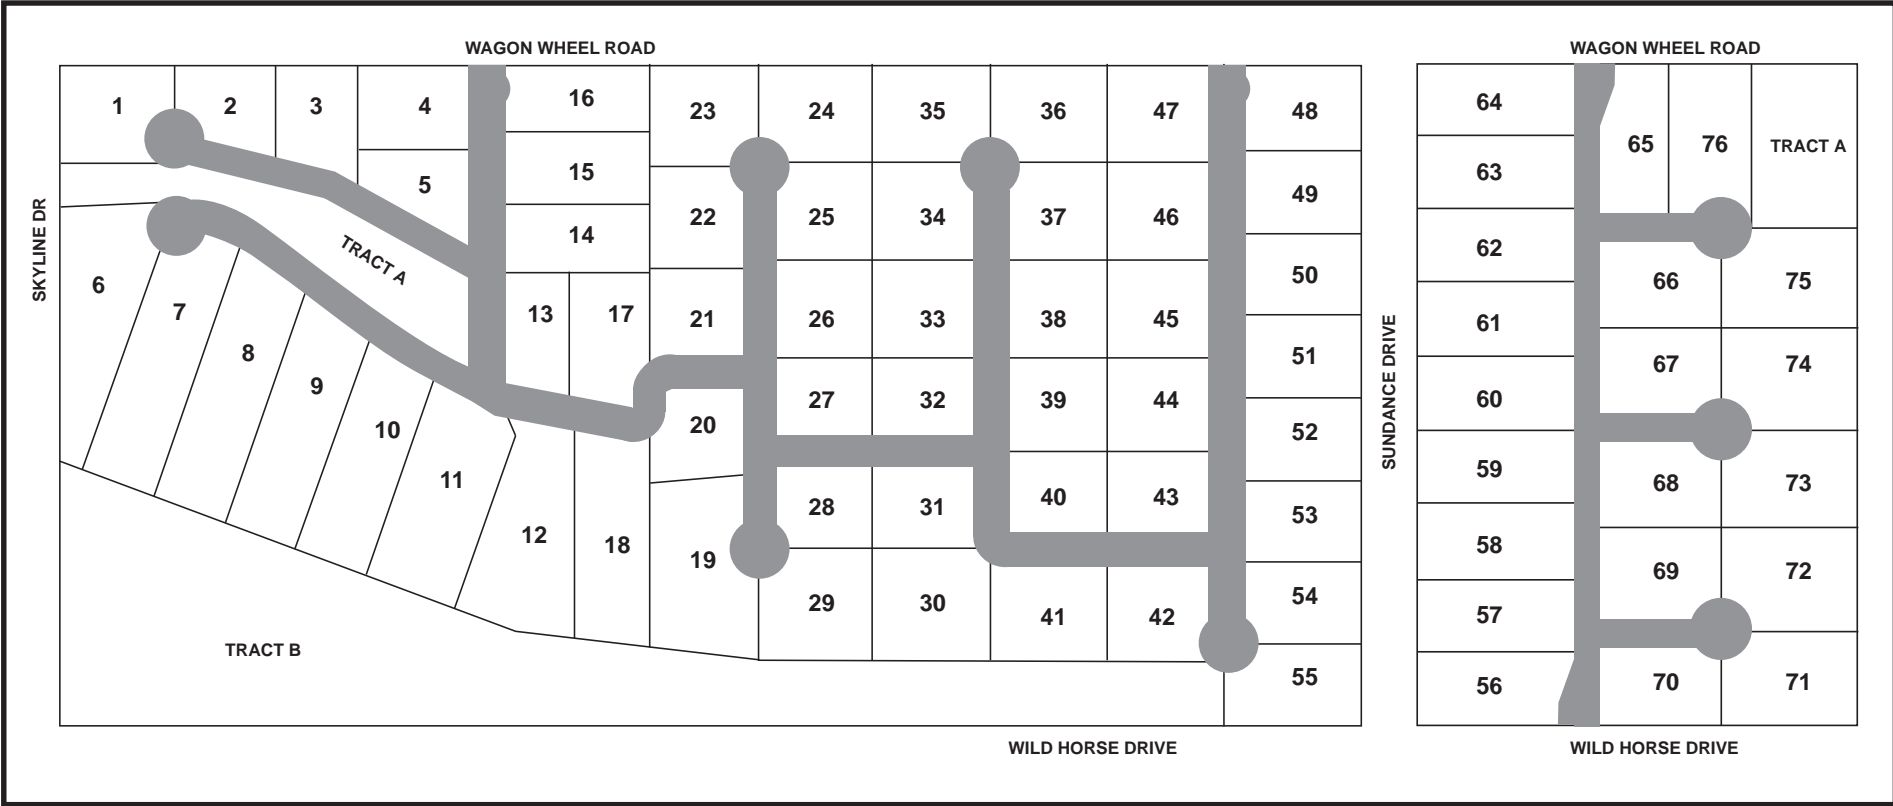 WAGON WHEEL ROAD WAGON WHEEL ROAD
1 2 3 4 16 23 24 35 36 47 48 64
65 76 TRACT A
5 15 22 25 34 37 46 49 63
14 62
SKYLINE DR
TRACT A
6 7 13 17 21 26 33 38 45 50 66 75
8 51 61
SUNDANCE DRIVE
9 10 20 27 32 39 44 52 60 67 74
11 28 31 40 43 53 59 68 73
12 18 19 58
29 30 41 42 54 57 69 72
TRACT B 55 56 70 71
WILD HORSE DRIVE WILD HORSE DRIVE